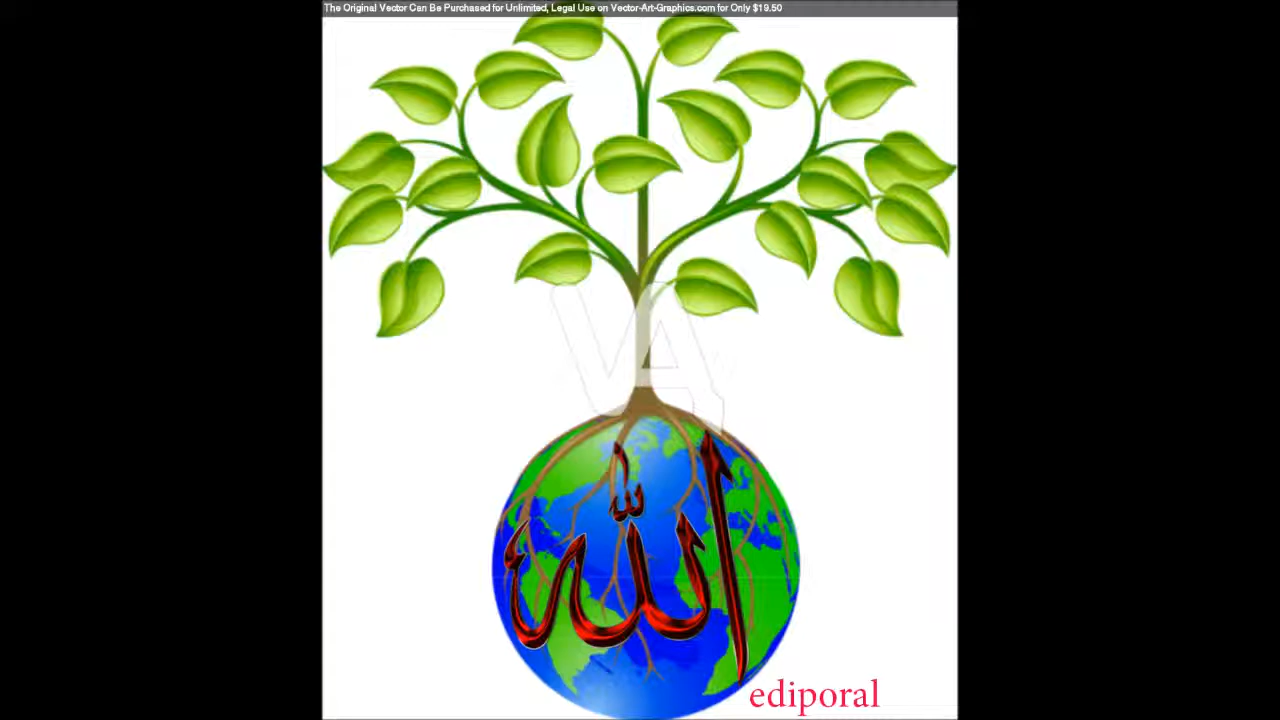 The Original Vector Can Be Purchased for Unlimited, Legal Use on Vector-Art-Graphics.com for Only $19.50
VA
الله
ediporal